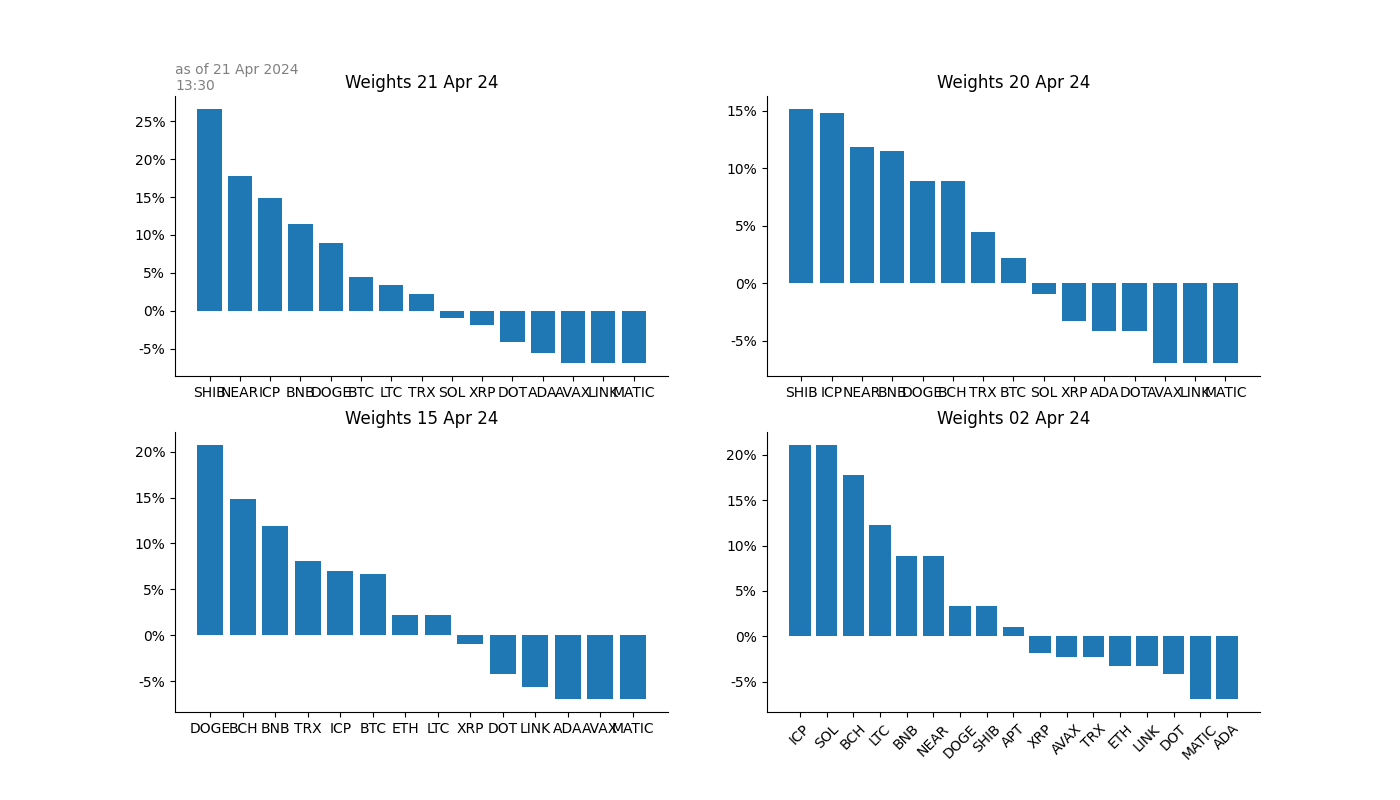 as of 21 Apr 2024
13:30
Weights 21 Apr 24
25%
20%
15%
10%
5%
0%
-5%
SHIB NEAR ICP BNB DOGE BTC LTC TRX SOL XRP DOT ADA AVAX LINK MATIC
Weights 20 Apr 24
15%
10%
5%
0%
-5%
SHIB ICP NEAR BNB DOGE BCH TRX BTC SOL XRP ADA DOT AVAX LINK MATIC
Weights 15 Apr 24
20%
15%
10%
5%
0%
-5%
DOGE BCH BNB TRX ICP BTC ETH LTC XRP DOT LINK ADA AVAX MATIC
Weights 02 Apr 24
20%
15%
10%
5%
0%
-5%
ICP SOL BCH LTC BNB NEAR DOGE SHIB APT XRP AVAX TRX ETH LINK DOT MATIC ADA